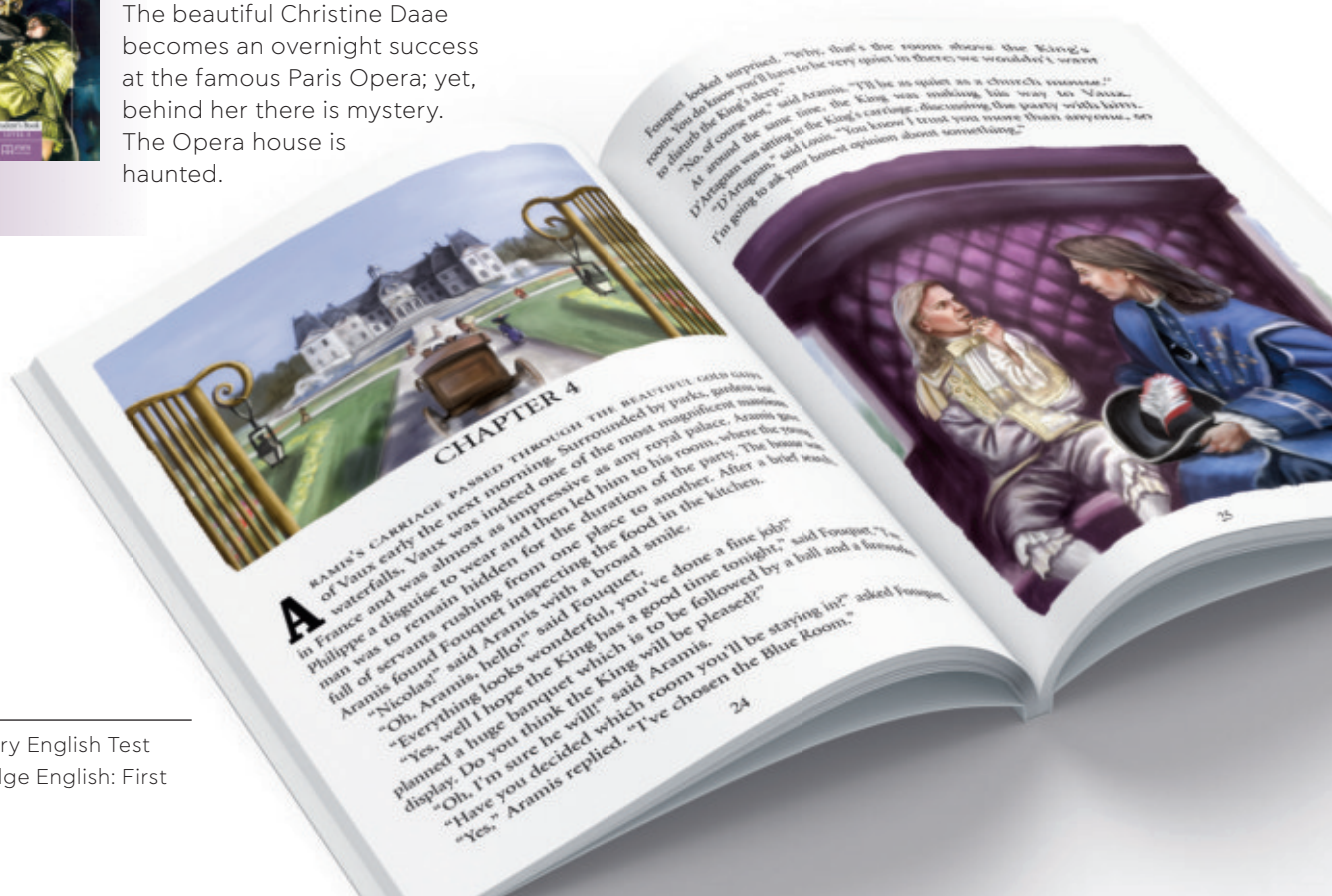 The beautiful Christine Daae
becomes an overnight success
at the famous Paris Opera; yet,
behind her there is mystery.
The Opera house is
haunted.
ry English Test
ge English: First
CHAPTER 4
ARAMIS'S CARRIAGE PASSED THROUGH THE BEAUTIFUL GOLD GATES
of Vaux early the next morning. Surrounded by parks, gardens and
waterfalls, Vaux was indeed one of the most magnificent mansions
in France and was almost as impressive as any royal palace. Aramis gave
Philippe a disguise to wear and then led him to his room, where the young
man was to remain hidden for the duration of the party. The house was
full of servants rushing from one place to another. After a brief search,
Aramis found Fouquet inspecting the food in the kitchen.
"Nicolas!" said Aramis with a broad smile.
"Oh, Aramis, hello!" said Fouquet.
"Everything looks wonderful, you've done a fine job!"
"Yes, well I hope the King has a good time tonight," said Fouquet. "I've
planned a huge banquet which is to be followed by a ball and a fireworks
display. Do you think the King will be pleased?"
"Oh, I'm sure he will!" said Aramis.
"Have you decided which room you'll be staying in?" asked Fouquet.
"Yes," Aramis replied. "I've chosen the Blue Room."
24
Fouquet looked surprised. "Why, that's the room above the King's
room. You do know you'll have to be very quiet in there; we wouldn't want
to disturb the King's sleep."
"No, of course not," said Aramis. "I'll be as quiet as a church mouse."
At around the same time, the King was making his way to Vaux.
D'Artagnan was sitting in the King's carriage, discussing the party with him.
"D'Artagnan," said Louis. "You know I trust you more than anyone, so
I'm going to ask your honest opinion about something."
25